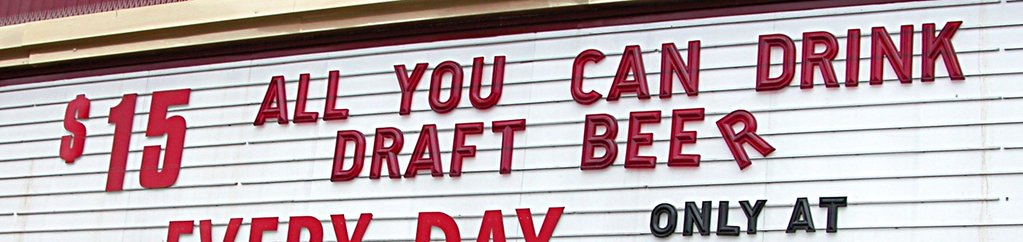 $15 ALL YOU CAN DRINK
DRAFT BEER
EVERY DAY ONLY AT